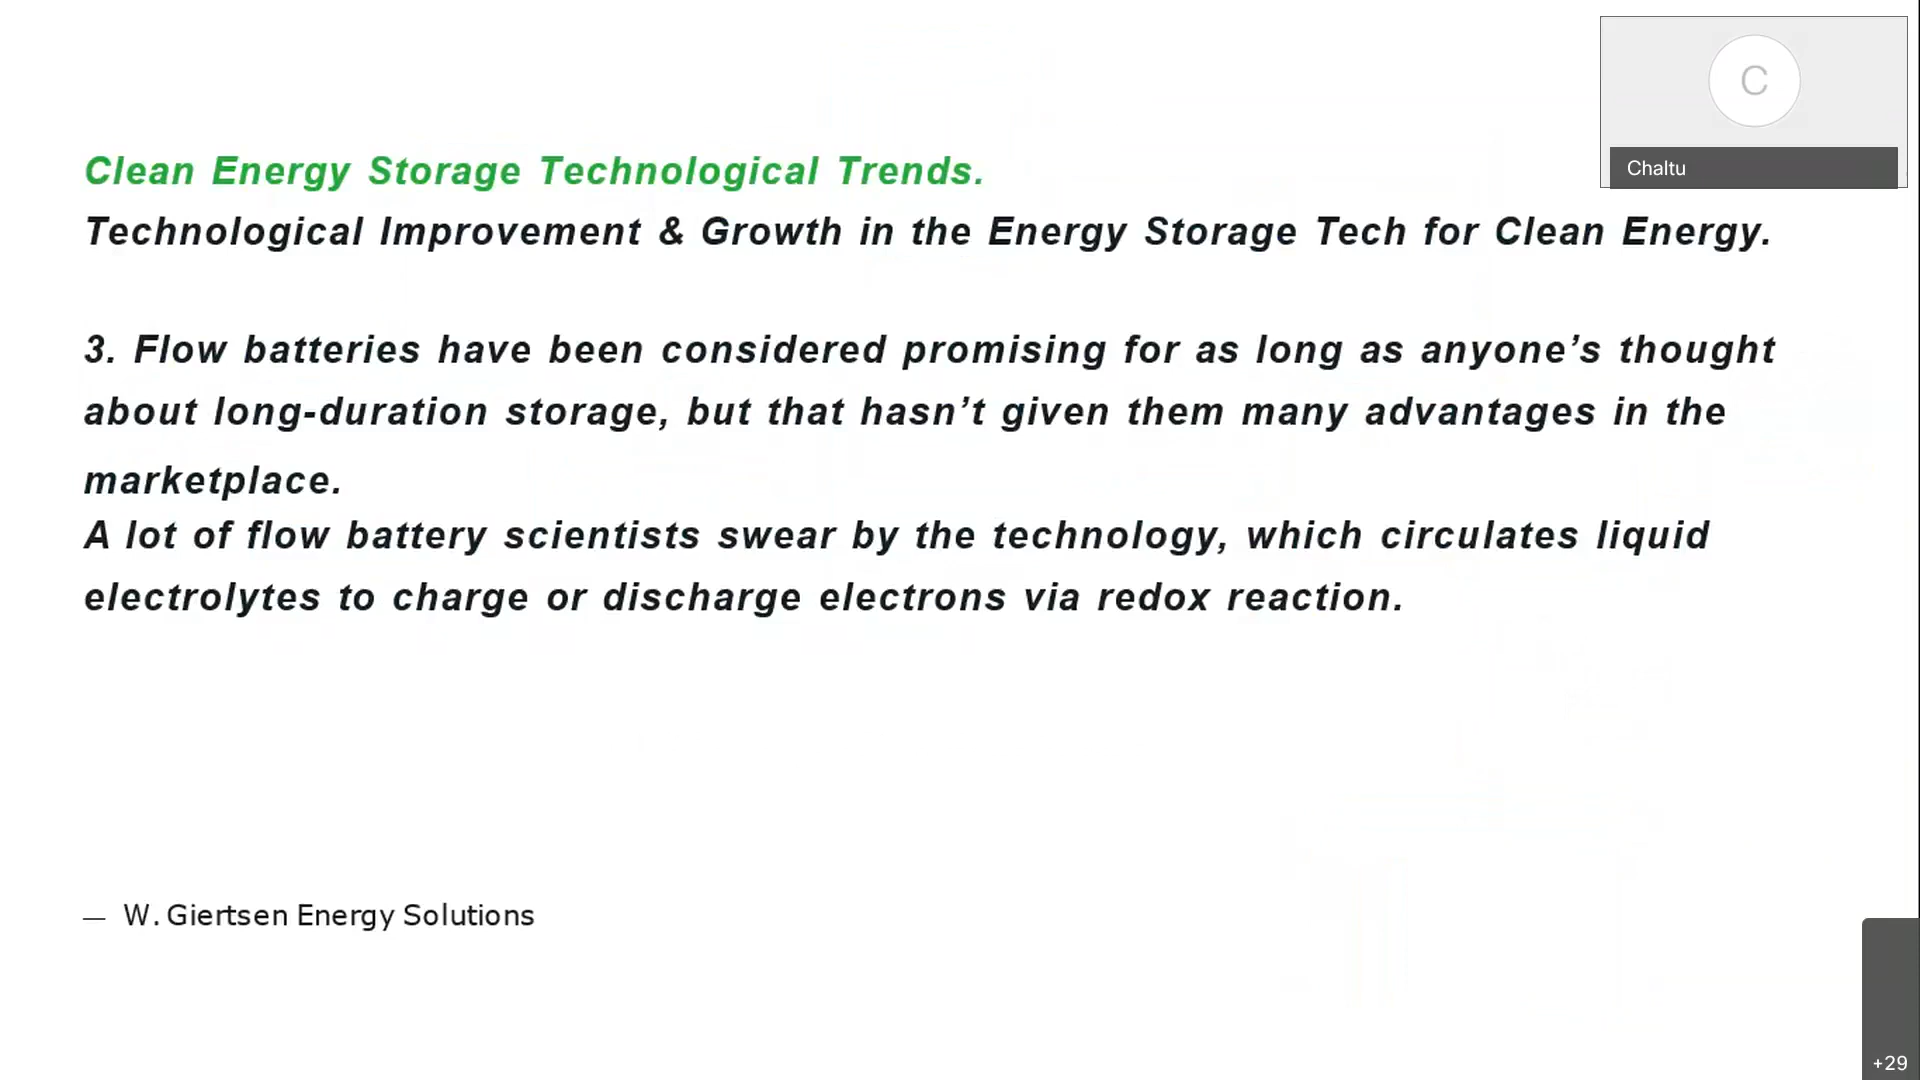 C
Chaltu
Clean Energy Storage Technological Trends.
Technological Improvement & Growth in the Energy Storage Tech for Clean Energy.
3. Flow batteries have been considered promising for as long as anyone’s thought
about long-duration storage, but that hasn’t given them many advantages in the
marketplace.
A lot of flow battery scientists swear by the technology, which circulates liquid
electrolytes to charge or discharge electrons via redox reaction.
— W. Giertsen Energy Solutions
+29